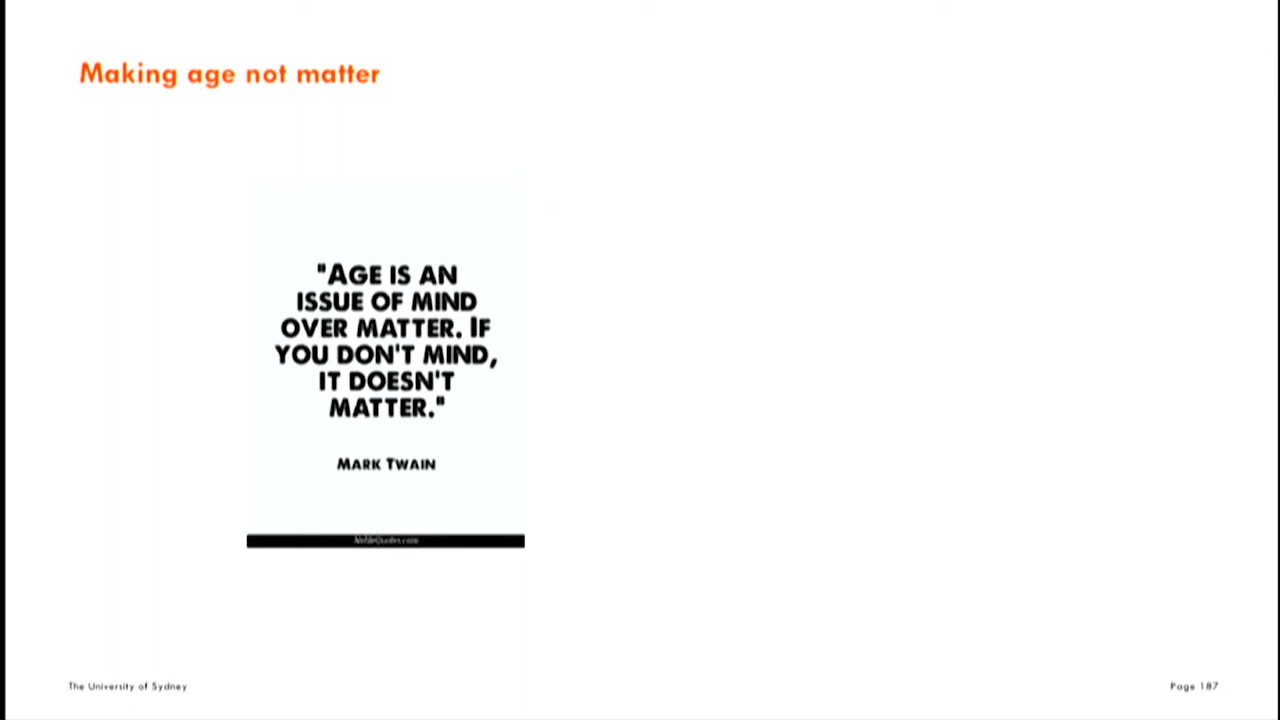 Making age not matter
"AGE IS AN
ISSUE OF MIND
OVER MATTER. IF
YOU DON'T MIND,
IT DOESN'T
MATTER."
MARK TWAIN
The University of Sydney
Page 187